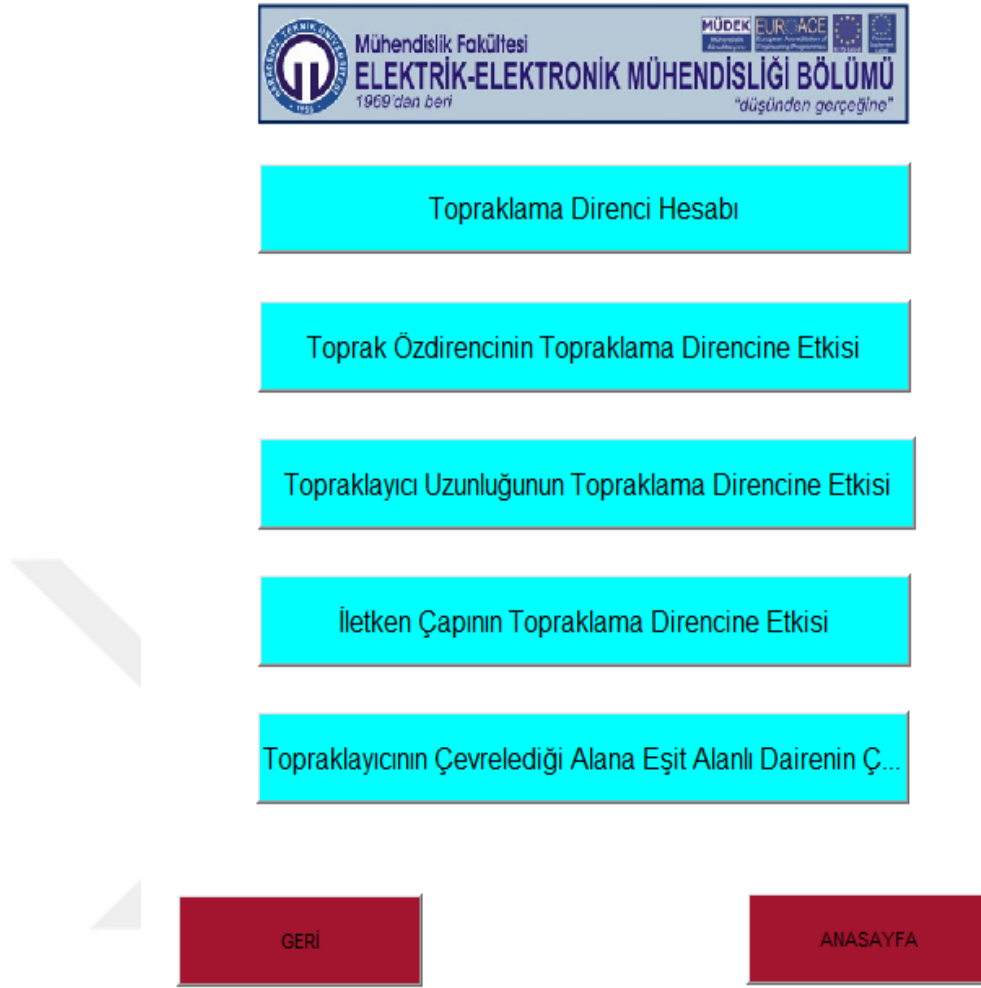 Mühendislik Fakültesi
MÜDEK EUR-ACE
ELEKTRİK-ELEKTRONİK MÜHENDİSLİĞİ BÖLÜMÜ
1969'dan beri
"düşünden gerçeğine"
Topraklama Direnci Hesabı
Toprak Özdirencinin Topraklama Direncine Etkisi
Topraklayıcı Uzunluğunun Topraklama Direncine Etkisi
İletken Çapının Topraklama Direncine Etkisi
Topraklayıcının Çevrelediği Alana Eşit Alanlı Dairenin Ç...
GERİ
ANASAYFA